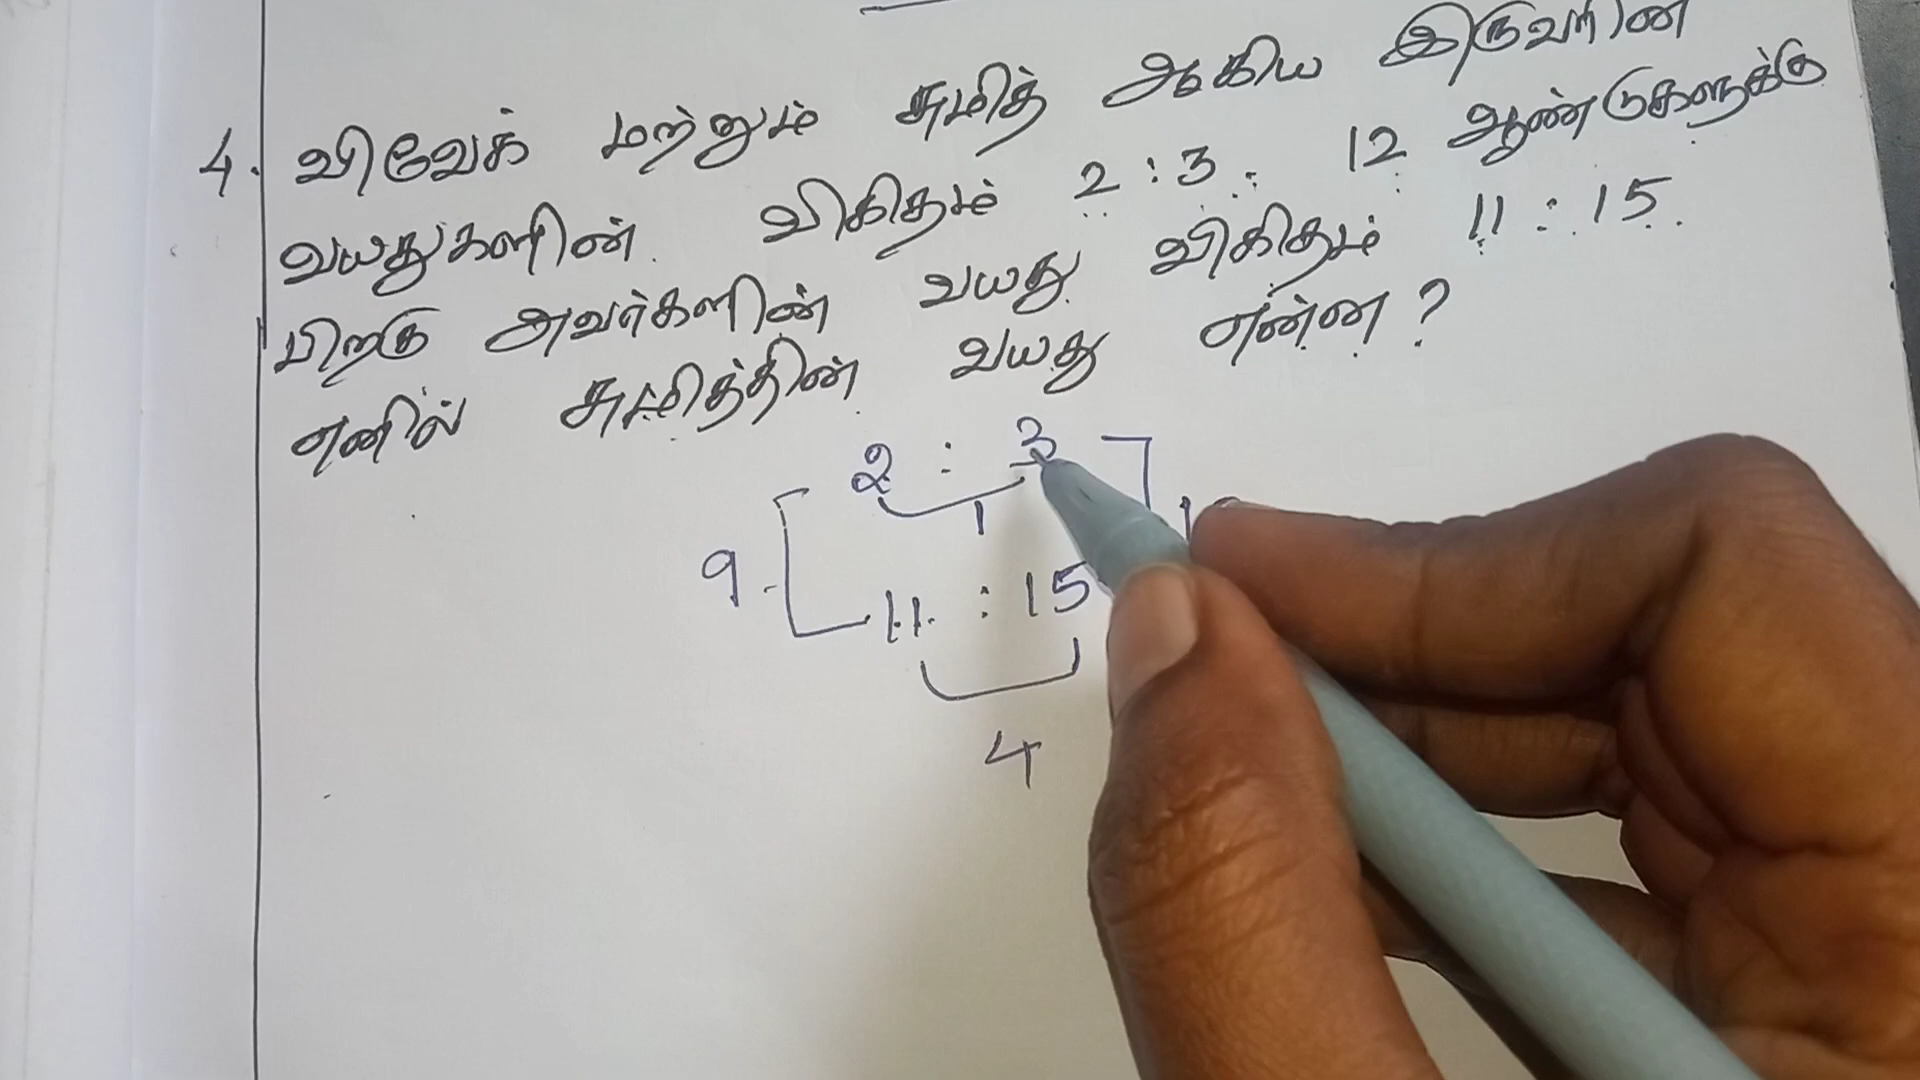 4. விவேக் மற்றும் சுமித் ஆகிய இருவரின்
வயதுகளின் விகிதம் 2 : 3. 12 ஆண்டுகளுக்கு
பிறகு அவர்களின் வயது விகிதம் 11 : 15
எனில் சுமித்தின் வயது என்ன?
2 : 3
1
9
11 : 15
4